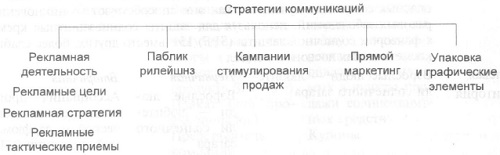 Стратегии коммуникаций
Рекламная
деятельность
Паблик
рилейшнз
Кампании
стимулирования
продаж
Прямой
маркетинг
Упаковка
и графические
элементы
Рекламные цели
Рекламная стратегия
Рекламные
тактические приемы